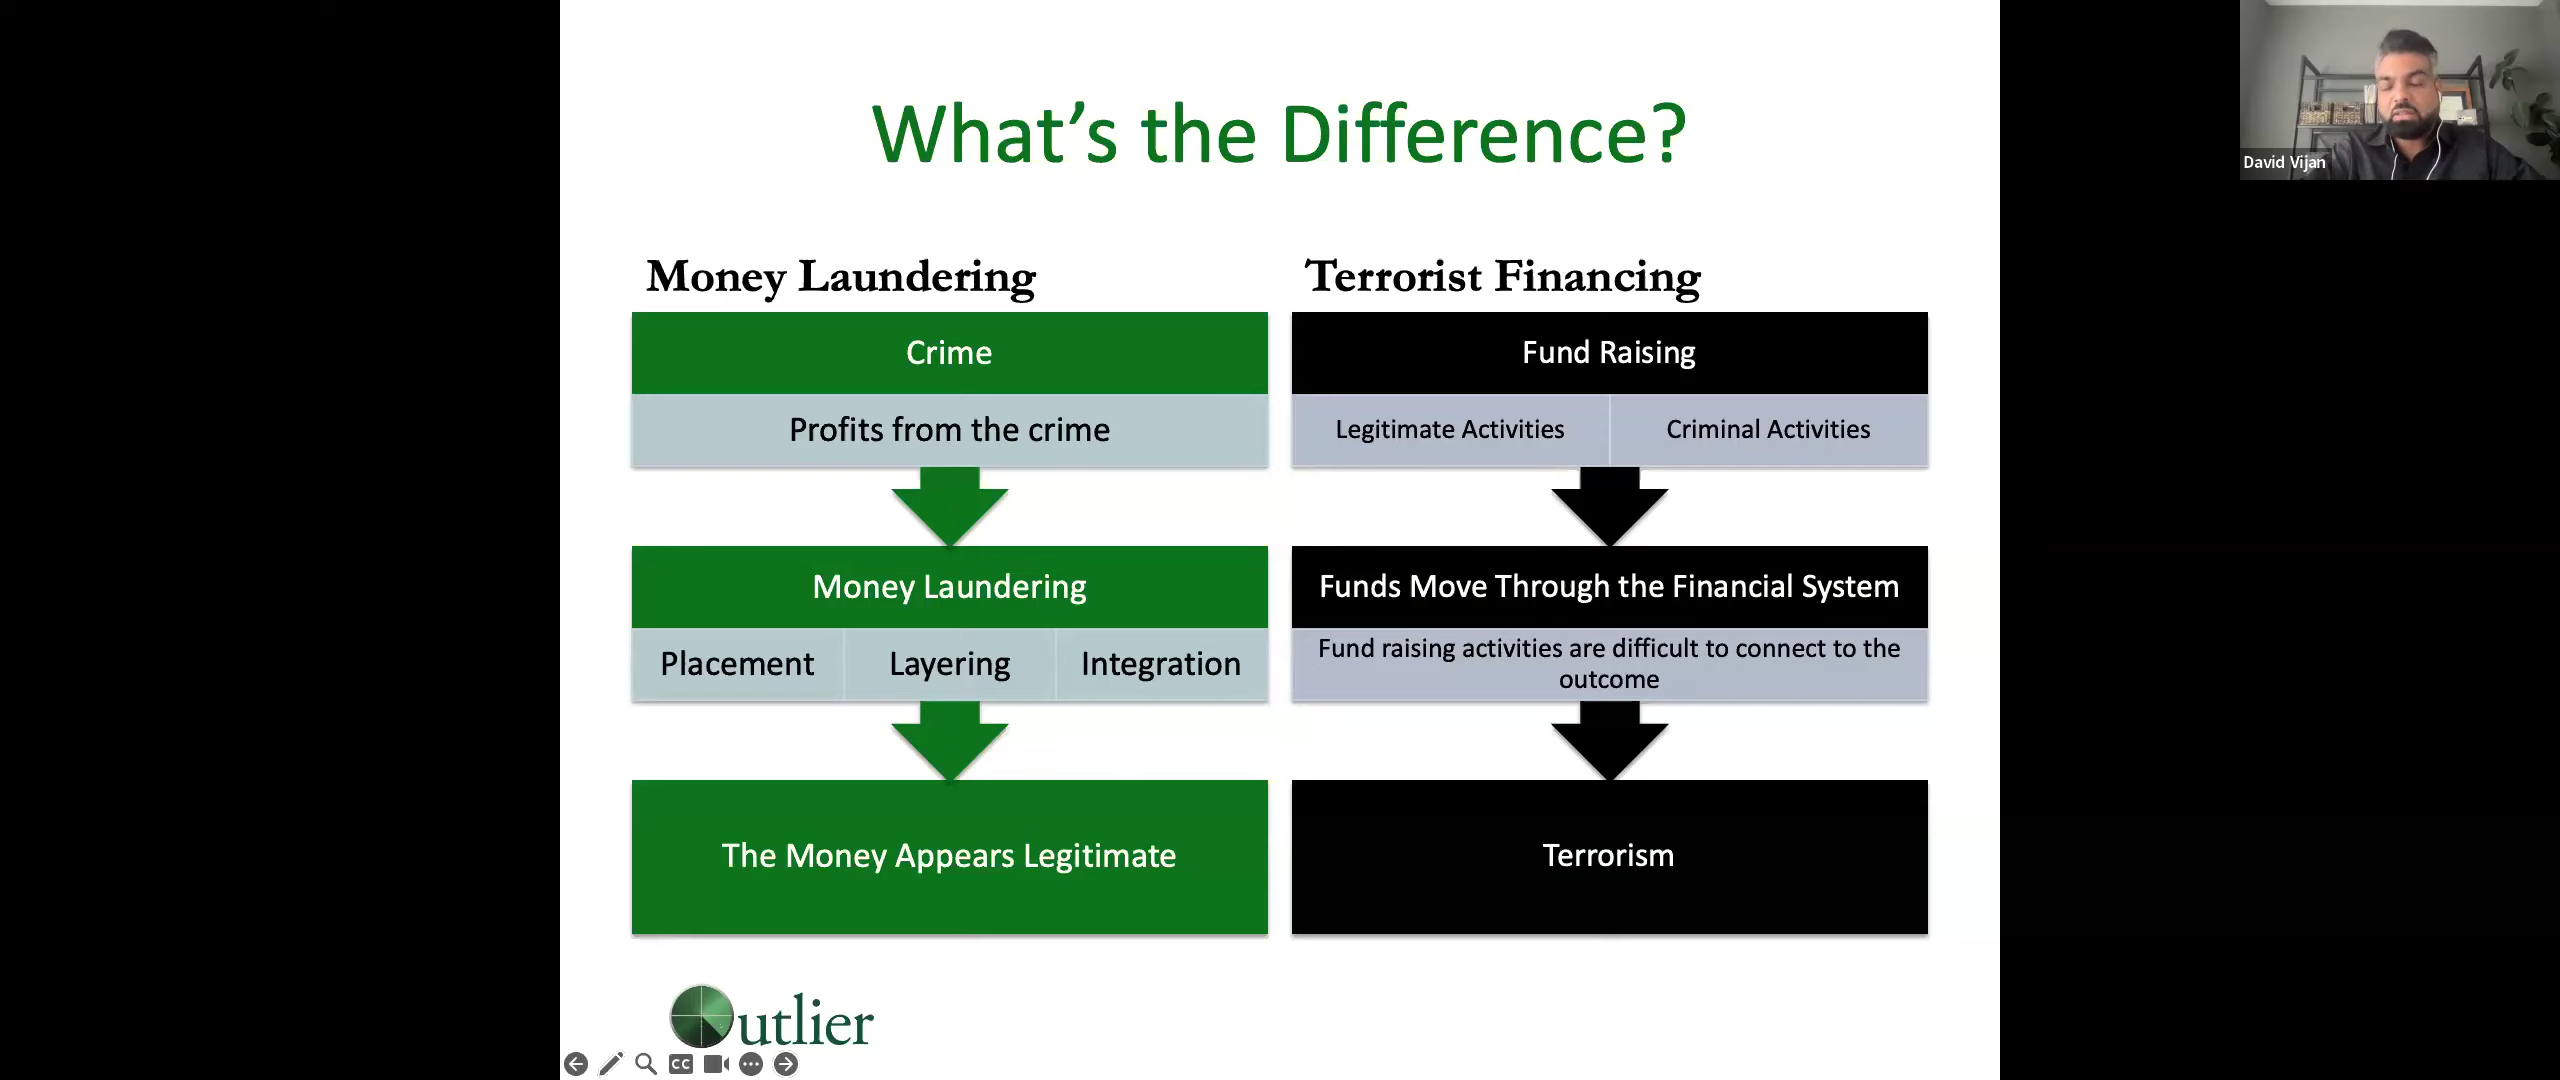 What's the Difference?
David Vijan
Money Laundering
Crime
Profits from the crime
Money Laundering
Placement
Layering
Integration
The Money Appears Legitimate
Terrorist Financing
Fund Raising
Legitimate Activities
Criminal Activities
Funds Move Through the Financial System
Fund raising activities are difficult to connect to the
outcome
Terrorism
Outlier
CC